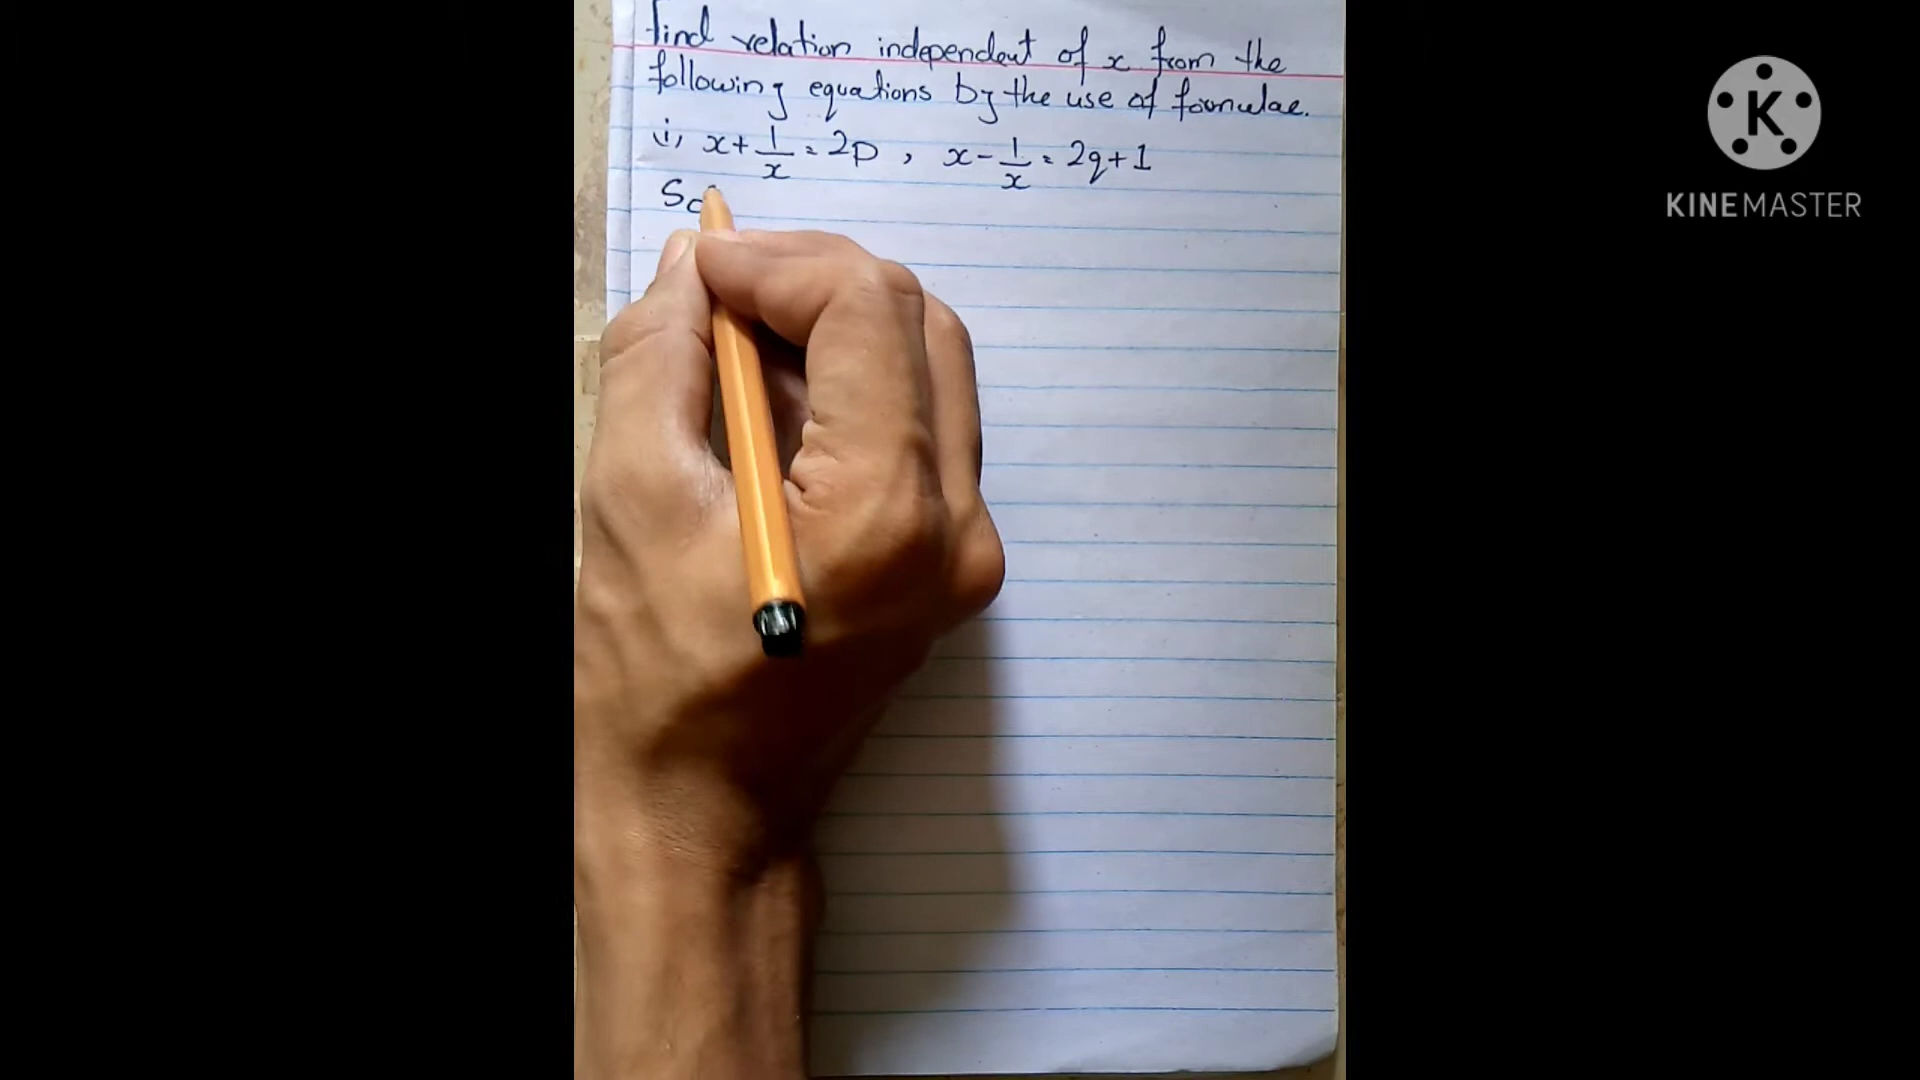 find relation independent of x from the
following equations by the use of formulae.
(i) x + 1/x = 2p , x - 1/x = 2q + 1
K
KINEMASTER